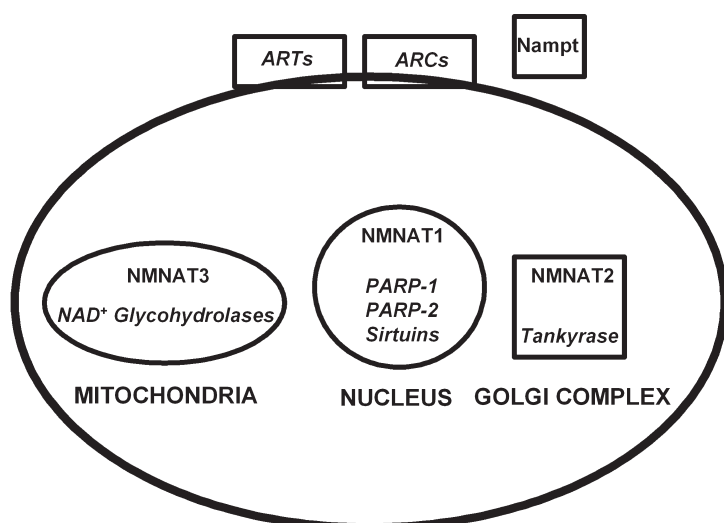 ARTs
ARCs
Nampt
NMNAT3
NAD⁺ Glycohydrolases
MITOCHONDRIA
NMNAT1
PARP-1
PARP-2
Sirtuins
NUCLEUS
NMNAT2
Tankyrase
GOLGI COMPLEX